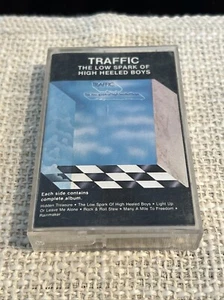 TRAFFIC
THE LOW SPARK OF
HIGH HEELED BOYS
TRAFFIC
Each side contains
complete album.
Hidden Treasure • The Low Spark Of High Heeled Boys • Light Up
Or Leave Me Alone • Rock & Roll Stew • Many A Mile To Freedom •
Rainmaker